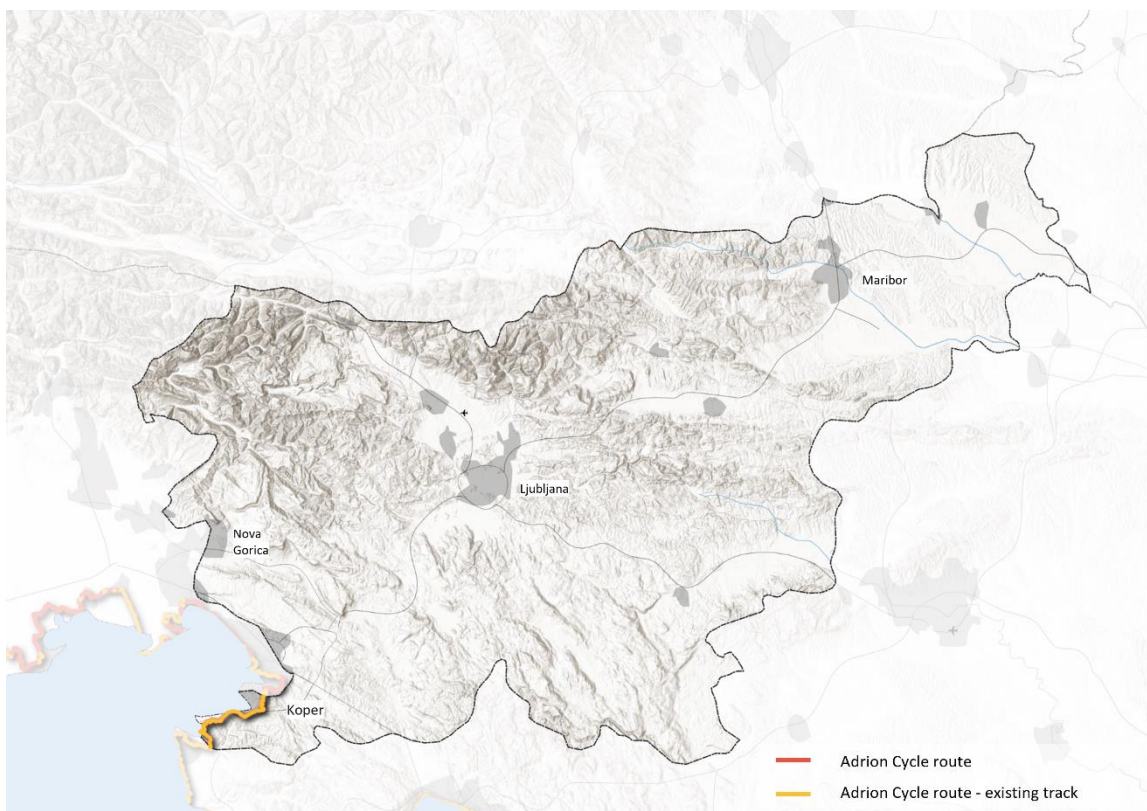 Maribor
Ljubljana
Nova
Gorica
Koper
Adrion Cycle route
Adrion Cycle route - existing track